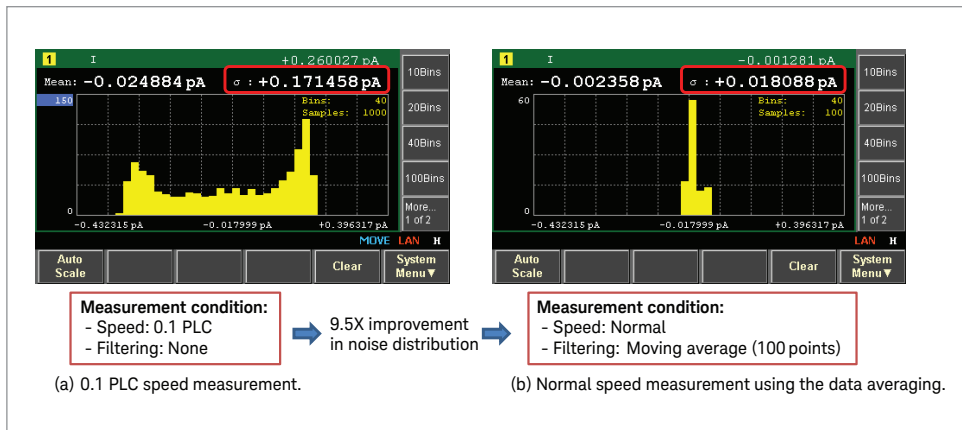 1 I +0.260027 pA
Mean: -0.024884 pA σ : +0.171458 pA
150
Bins: 40
Samples: 1000
0
-0.432315 pA -0.017999 pA +0.396317 pA
10Bins
20Bins
40Bins
100Bins
More...
1 of 2
MOVE LAN H
Auto
Scale
Clear
System
Menu▼
1 I -0.001281 pA
Mean: -0.002358 pA σ : +0.018088 pA
60
Bins: 40
Samples: 100
0
-0.432315 pA -0.017999 pA +0.396317 pA
10Bins
20Bins
40Bins
100Bins
More...
1 of 2
LAN H
Auto
Scale
Clear
System
Menu▼
Measurement condition:
- Speed: 0.1 PLC
- Filtering: None
9.5X improvement
in noise distribution
Measurement condition:
- Speed: Normal
- Filtering: Moving average (100 points)
(a) 0.1 PLC speed measurement.
(b) Normal speed measurement using the data averaging.